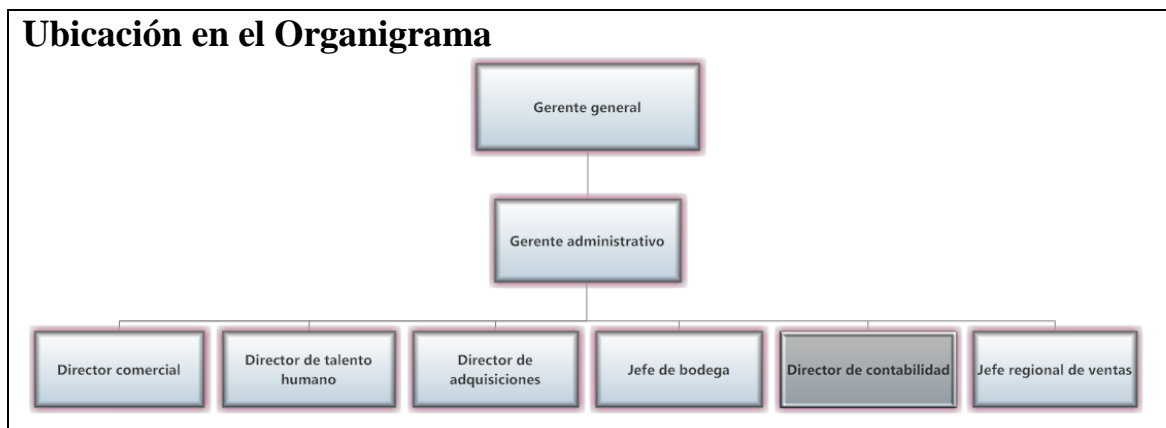 Ubicación en el Organigrama
Gerente general
Gerente administrativo
Director comercial
Director de talento
humano
Director de
adquisiciones
Jefe de bodega
Director de contabilidad
Jefe regional de ventas